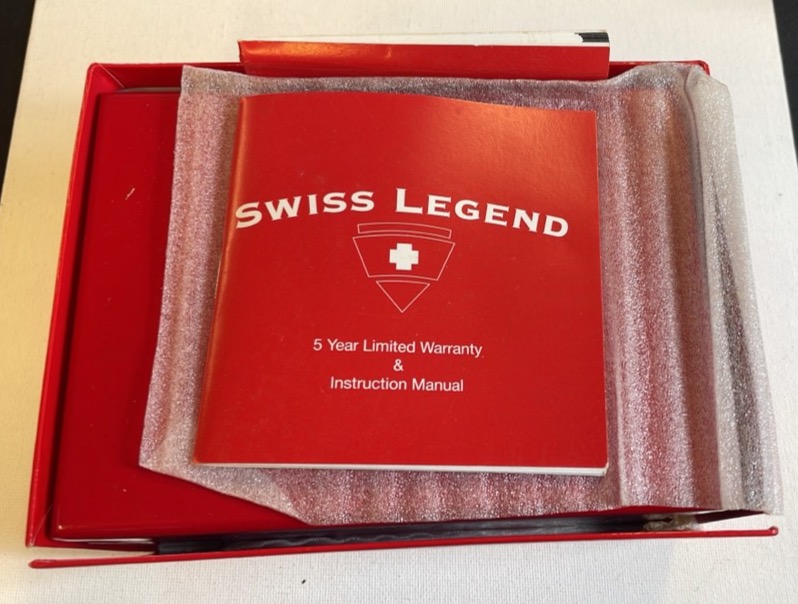 SWISS LEGEND
5 Year Limited Warranty
&
Instruction Manual